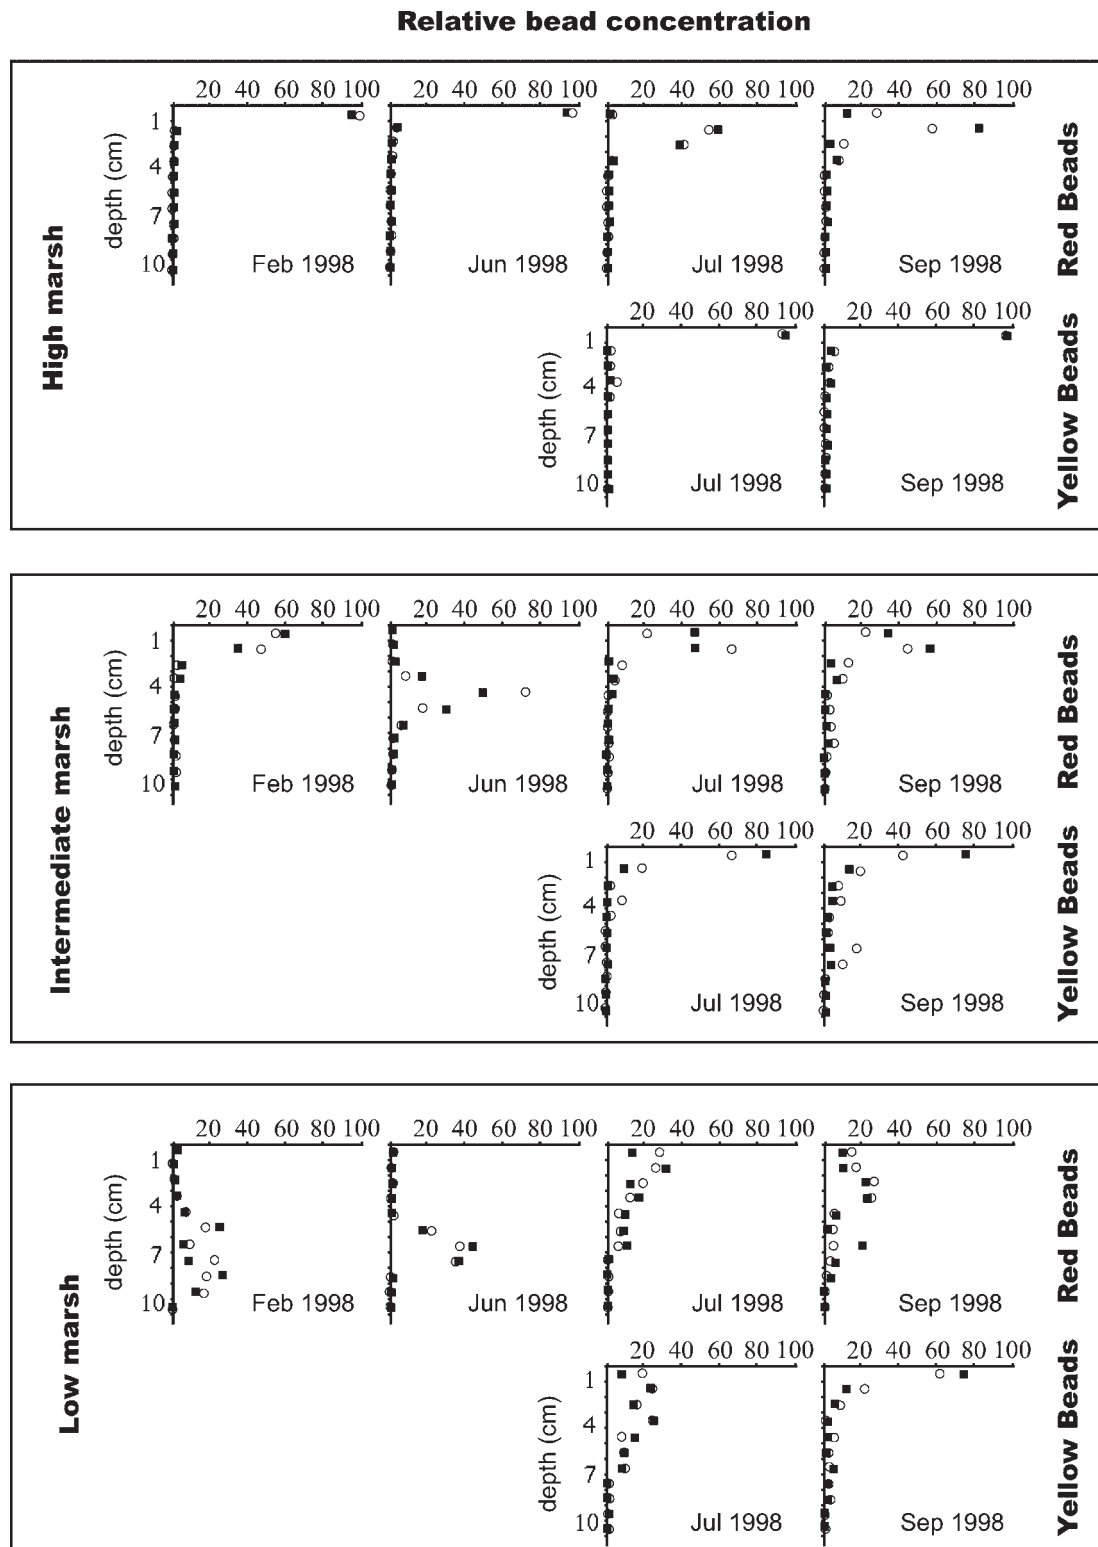 Relative bead concentration
High marsh
20 40 60 80 100
20 40 60 80 100
20 40 60 80 100
20 40 60 80 100
depth (cm)
1
4
7
10
Feb 1998
Jun 1998
Jul 1998
Sep 1998
Red Beads
20 40 60 80 100
20 40 60 80 100
depth (cm)
1
4
7
10
Jul 1998
Sep 1998
Yellow Beads
Intermediate marsh
20 40 60 80 100
20 40 60 80 100
20 40 60 80 100
20 40 60 80 100
depth (cm)
1
4
7
10
Feb 1998
Jun 1998
Jul 1998
Sep 1998
Red Beads
20 40 60 80 100
20 40 60 80 100
depth (cm)
1
4
7
10
Jul 1998
Sep 1998
Yellow Beads
Low marsh
20 40 60 80 100
20 40 60 80 100
20 40 60 80 100
20 40 60 80 100
depth (cm)
1
4
7
10
Feb 1998
Jun 1998
Jul 1998
Sep 1998
Red Beads
20 40 60 80 100
20 40 60 80 100
depth (cm)
1
4
7
10
Jul 1998
Sep 1998
Yellow Beads